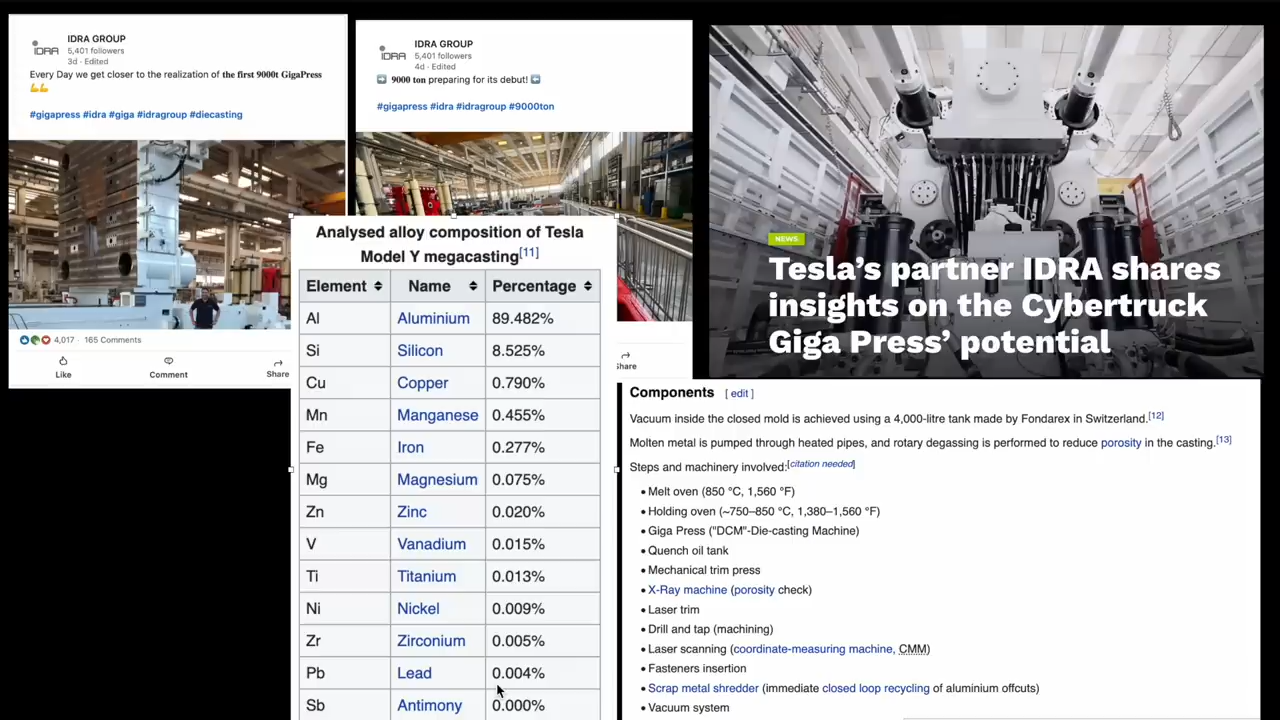 IDRA GROUP
IDRA
5,401 followers
3d · Edited
Every Day we get closer to the realization of the first 9000t GigaPress
💪💪
#gigapress #idra #giga #idragroup #diecasting
4,017 · 165 Comments
Like
Comment
Share
IDRA GROUP
IDRA
5,401 followers
4d · Edited
➡️ 9000 ton preparing for its debut! ⬅️
#gigapress #idra #idragroup #9000ton
Share
NEWS
Tesla's partner IDRA shares
insights on the Cybertruck
Giga Press' potential
Analysed alloy composition of Tesla
Model Y megacasting[11]
Element Name Percentage
Al Aluminium 89.482%
Si Silicon 8.525%
Cu Copper 0.790%
Mn Manganese 0.455%
Fe Iron 0.277%
Mg Magnesium 0.075%
Zn Zinc 0.020%
V Vanadium 0.015%
Ti Titanium 0.013%
Ni Nickel 0.009%
Zr Zirconium 0.005%
Pb Lead 0.004%
Sb Antimony 0.000%
Components [ edit ]
Vacuum inside the closed mold is achieved using a 4,000-litre tank made by Fondarex in Switzerland.[12]
Molten metal is pumped through heated pipes, and rotary degassing is performed to reduce porosity in the casting.[13]
Steps and machinery involved:[citation needed]
• Melt oven (850 °C, 1,560 °F)
• Holding oven (~750–850 °C, 1,380–1,560 °F)
• Giga Press ("DCM"-Die-casting Machine)
• Quench oil tank
• Mechanical trim press
• X-Ray machine (porosity check)
• Laser trim
• Drill and tap (machining)
• Laser scanning (coordinate-measuring machine, CMM)
• Fasteners insertion
• Scrap metal shredder (immediate closed loop recycling of aluminium offcuts)
• Vacuum system